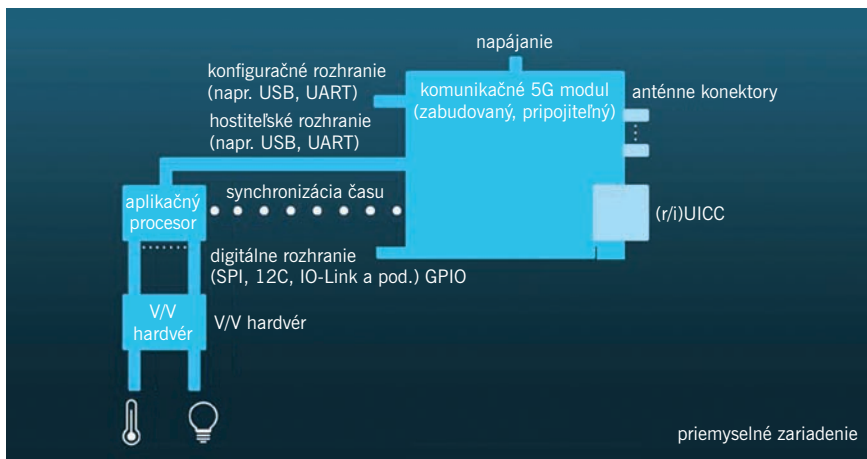 napájanie
konfiguračné rozhranie
(napr. USB, UART)
komunikačné 5G modul
(zabudovaný, pripojiteľný)
anténne konektory
hostiteľské rozhranie
(napr. USB, UART)
aplikačný
procesor
synchronizácia času
(r/i)UICC
digitálne rozhranie
(SPI, 12C, IO-Link a pod.) GPIO
V/V
hardvér
V/V hardvér
priemyselné zariadenie